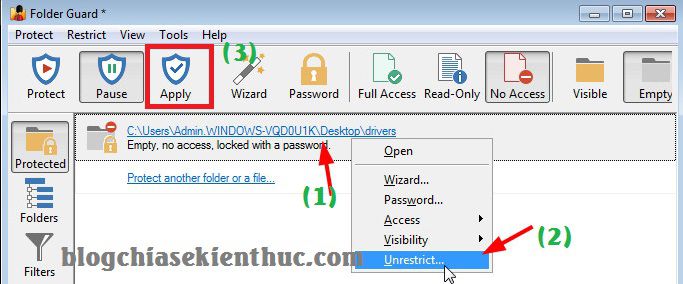 Folder Guard *
Protect Restrict View Tools Help
Protect Pause Apply (3) Wizard Password Full Access Read-Only No Access Visible Empty
Protected
C:\Users\Admin.WINDOWS-VQD0U1K\Desktop\drivers
Empty, no access, locked with a password.
Protect another folder or a file...
(1)
Open
Wizard...
Password...
Access
Visibility
Unrestrict...
(2)
Folders
Filters
blogchiasekienthuc.com